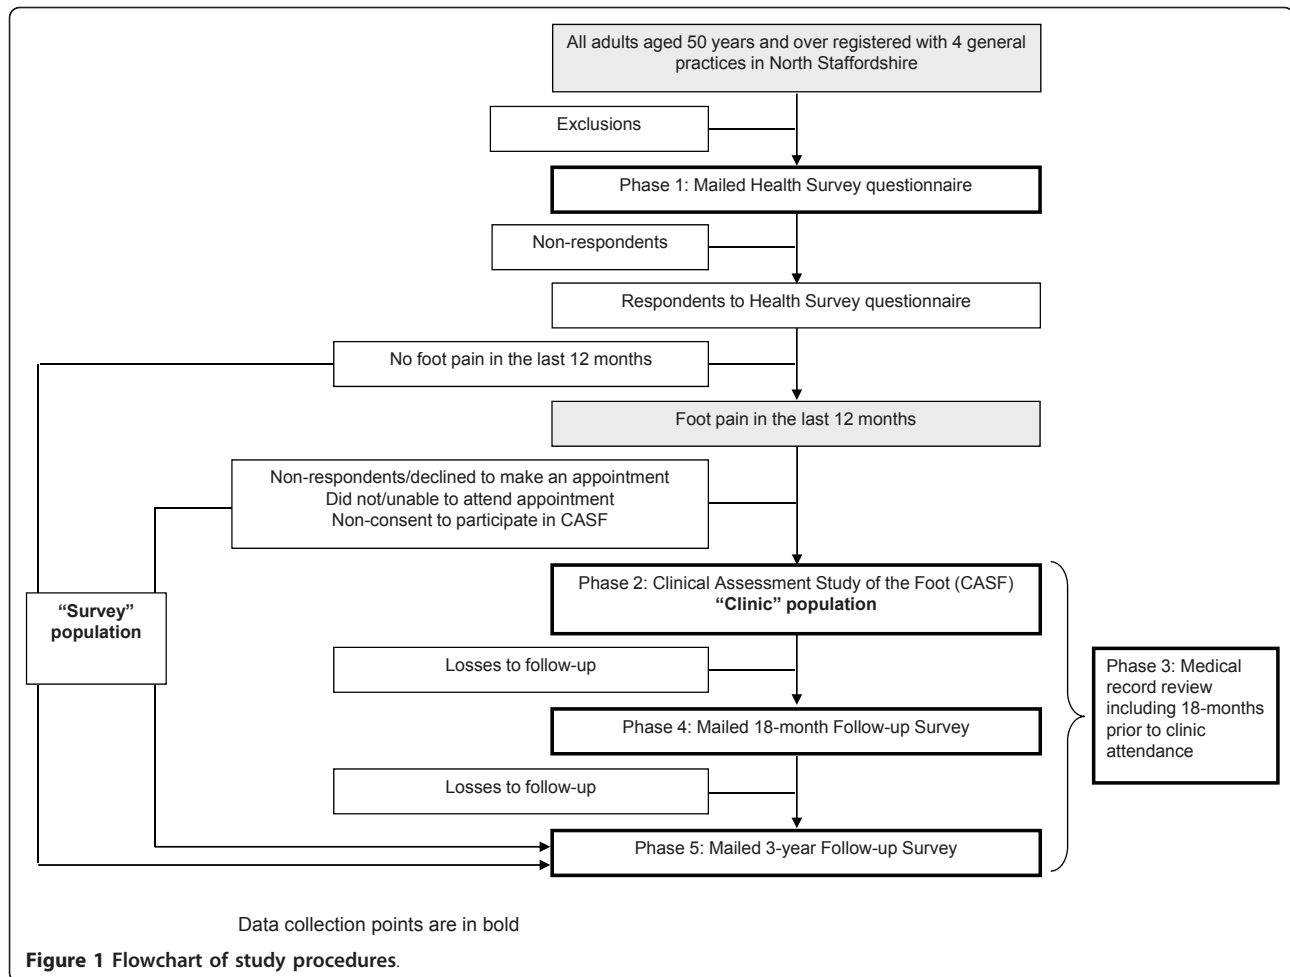 All adults aged 50 years and over registered with 4 general
practices in North Staffordshire
Exclusions
Phase 1: Mailed Health Survey questionnaire
Non-respondents
Respondents to Health Survey questionnaire
No foot pain in the last 12 months
Foot pain in the last 12 months
Non-respondents/declined to make an appointment
Did not/unable to attend appointment
Non-consent to participate in CASF
Phase 2: Clinical Assessment Study of the Foot (CASF)
“Clinic” population
“Survey”
population
Losses to follow-up
Phase 3: Medical
record review
including 18-months
prior to clinic
attendance
Phase 4: Mailed 18-month Follow-up Survey
Losses to follow-up
Phase 5: Mailed 3-year Follow-up Survey
Data collection points are in bold
Figure 1 Flowchart of study procedures.